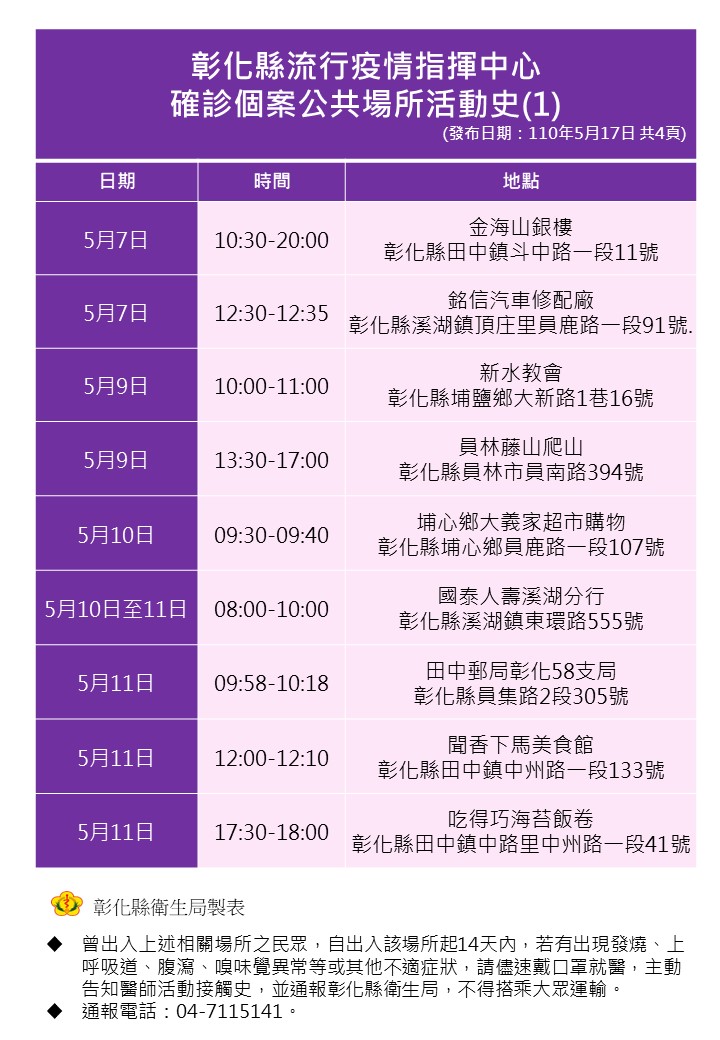 彰化縣流行疫情指揮中心
確診個案公共場所活動史(1)
(發布日期：110年5月17日 共4頁)
日期 時間 地點
5月7日 10:30-20:00 金海山銀樓
彰化縣田中鎮斗中路一段11號
5月7日 12:30-12:35 銘信汽車修配廠
彰化縣溪湖鎮頂庄里員鹿路一段91號.
5月9日 10:00-11:00 新水教會
彰化縣埔鹽鄉大新路1巷16號
5月9日 13:30-17:00 員林藤山爬山
彰化縣員林市員南路394號
5月10日 09:30-09:40 埔心鄉大義家超市購物
彰化縣埔心鄉員鹿路一段107號
5月10日至11日 08:00-10:00 國泰人壽溪湖分行
彰化縣溪湖鎮東環路555號
5月11日 09:58-10:18 田中郵局彰化58支局
彰化縣員集路2段305號
5月11日 12:00-12:10 聞香下馬美食館
彰化縣田中鎮中州路一段133號
5月11日 17:30-18:00 吃得巧海苔飯卷
彰化縣田中鎮中路里中州路一段41號
彰化縣衛生局製表
◆ 曾出入上述相關場所之民眾，自出入該場所起14天內，若有出現發燒、上
呼吸道、腹瀉、嗅味覺異常等或其他不適症狀，請儘速戴口罩就醫，主動
告知醫師活動接觸史，並通報彰化縣衛生局，不得搭乘大眾運輸。
◆ 通報電話：04-7115141。